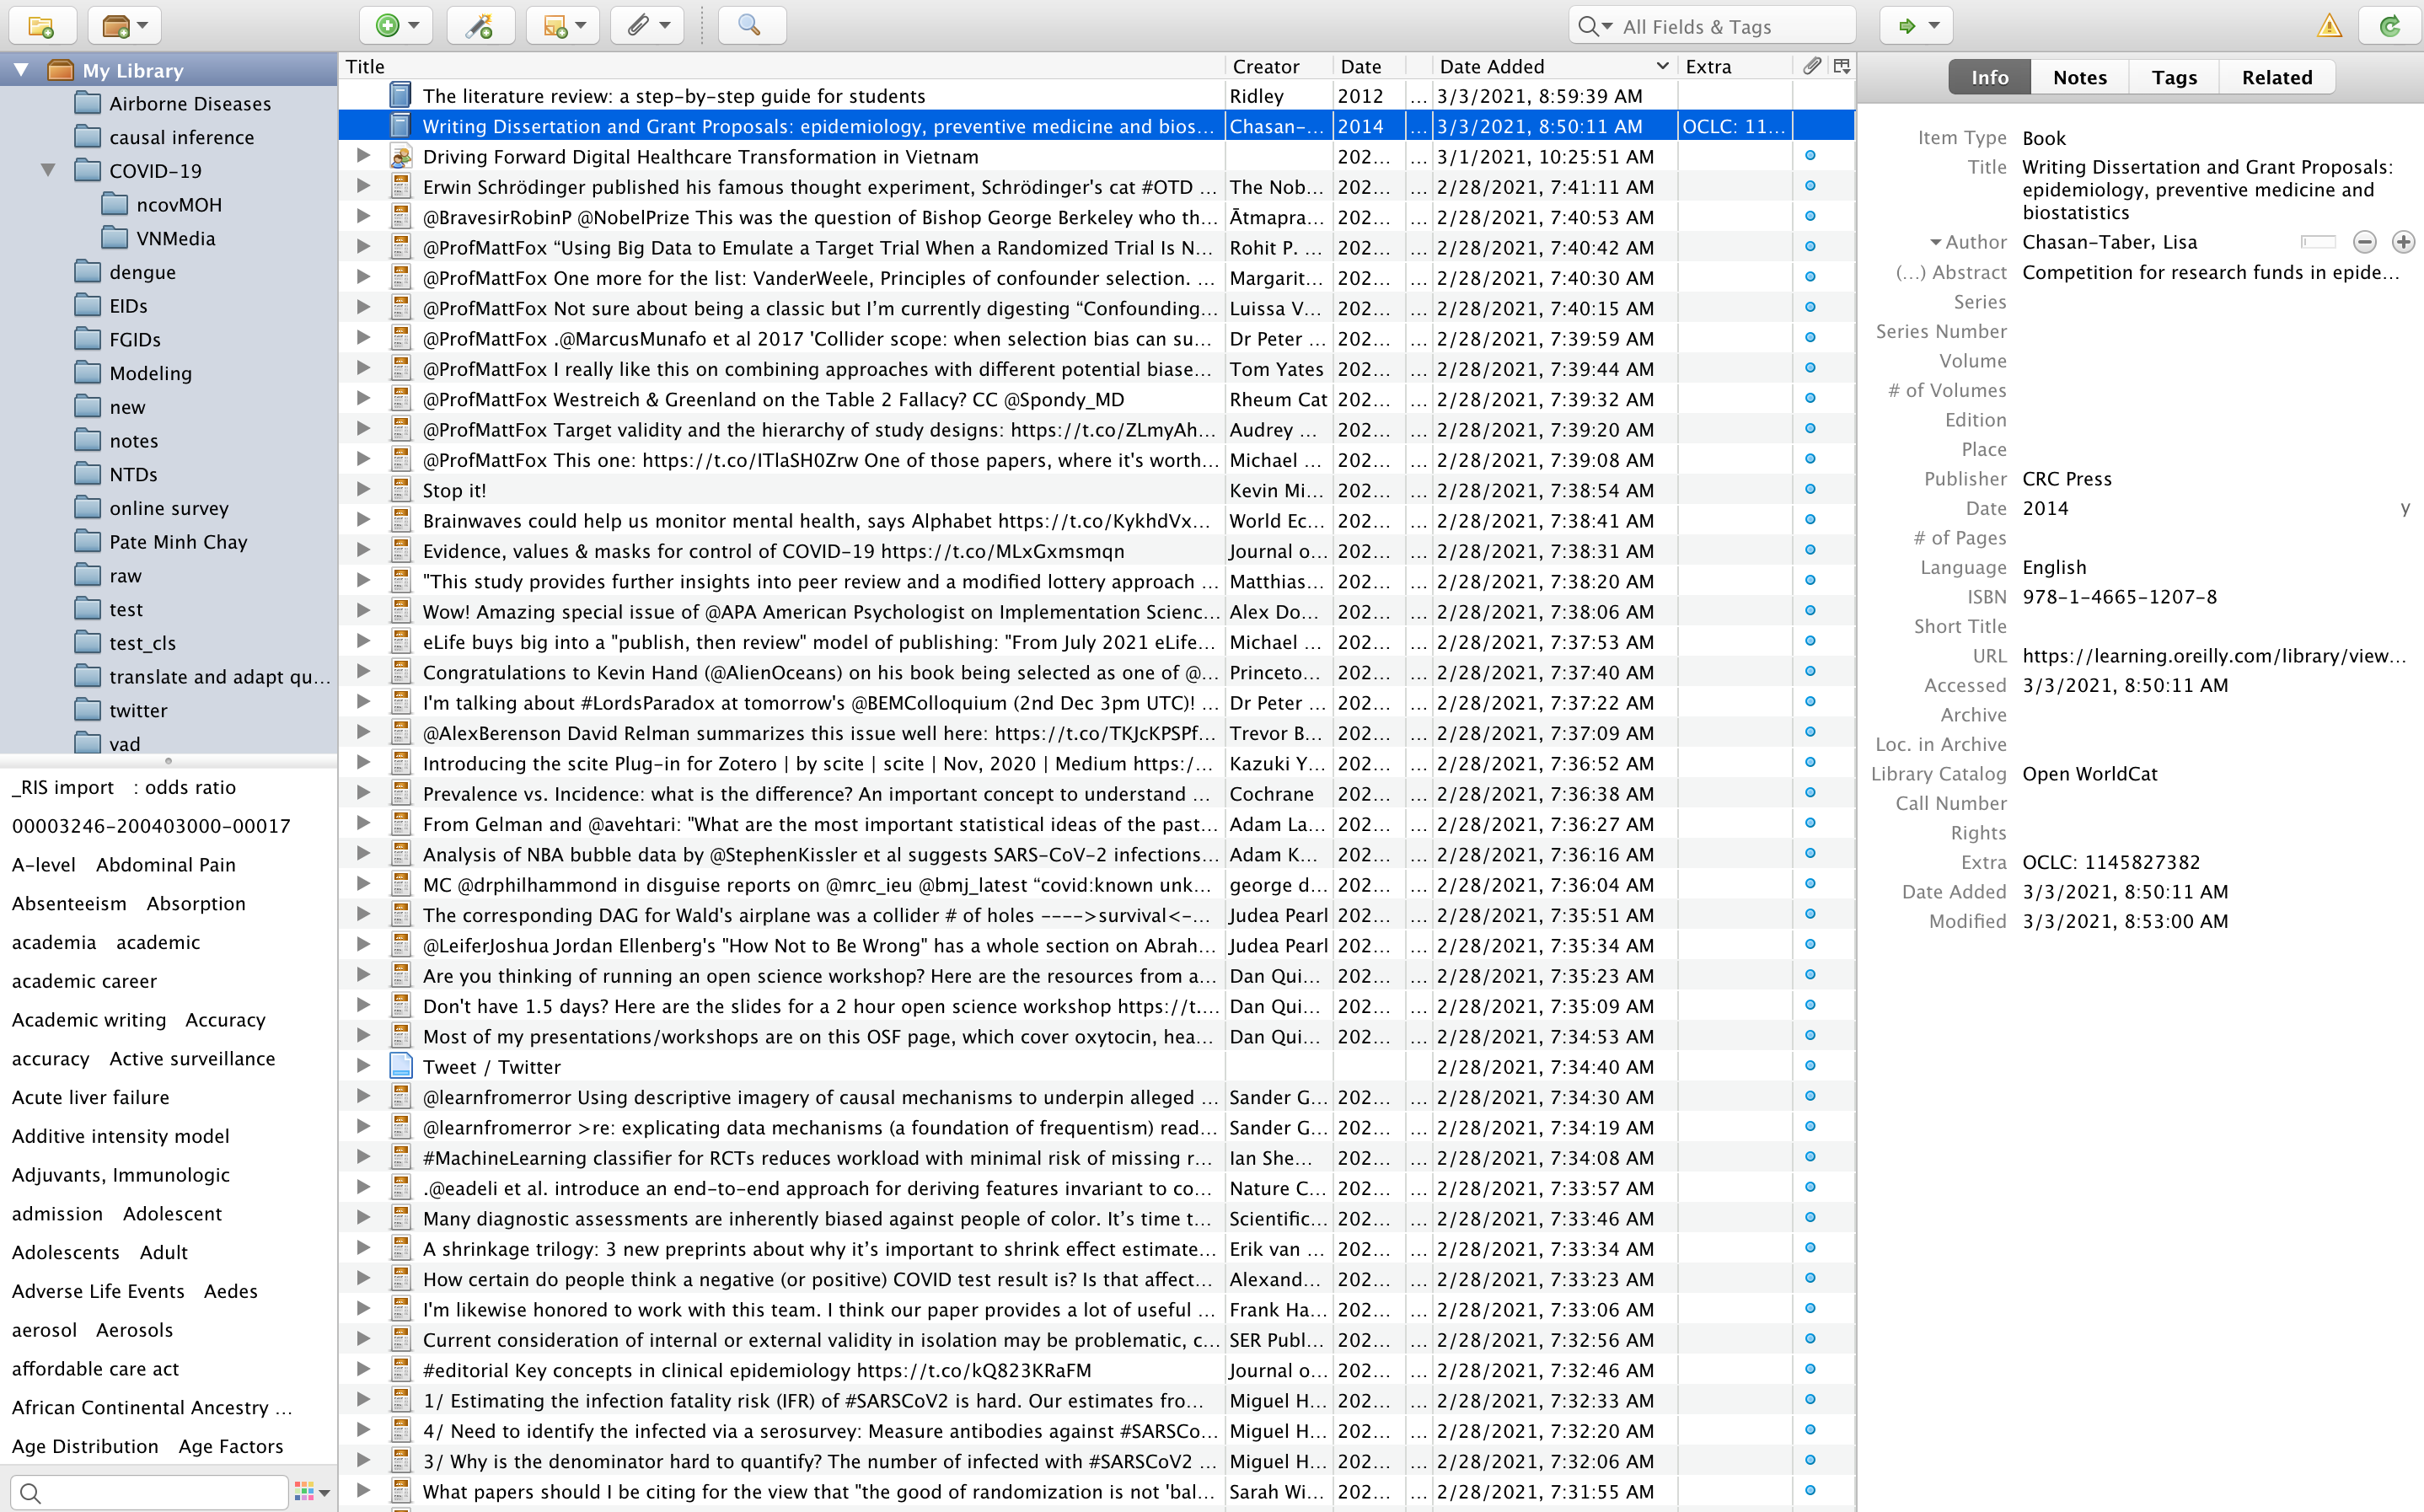 All Fields & Tags
My Library
Airborne Diseases
causal inference
COVID-19
ncovMOH
VNMedia
dengue
EIDs
FGIDs
Modeling
new
notes
NTDs
online survey
Pate Minh Chay
raw
test
test_cls
translate and adapt qu...
twitter
vad
_RIS import : odds ratio
00003246-200403000-00017
A-level Abdominal Pain
Absenteeism Absorption
academia academic
academic career
Academic writing Accuracy
accuracy Active surveillance
Acute liver failure
Additive intensity model
Adjuvants, Immunologic
admission Adolescent
Adolescents Adult
Adverse Life Events Aedes
aerosol Aerosols
affordable care act
African Continental Ancestry ...
Age Distribution Age Factors
Title Creator Date Date Added Extra
The literature review: a step-by-step guide for students Ridley 2012 ... 3/3/2021, 8:59:39 AM
Writing Dissertation and Grant Proposals: epidemiology, preventive medicine and bios... Chasan-... 2014 ... 3/3/2021, 8:50:11 AM OCLC: 11...
Driving Forward Digital Healthcare Transformation in Vietnam 202... ... 3/1/2021, 10:25:51 AM
Erwin Schrödinger published his famous thought experiment, Schrödinger's cat #OTD ... The Nob... 202... ... 2/28/2021, 7:41:11 AM
@BravesirRobinP @NobelPrize This was the question of Bishop George Berkeley who th... Ātmapra... 202... ... 2/28/2021, 7:40:53 AM
@ProfMattFox “Using Big Data to Emulate a Target Trial When a Randomized Trial Is N... Rohit P. ... 202... ... 2/28/2021, 7:40:42 AM
@ProfMattFox One more for the list: VanderWeele, Principles of confounder selection. ... Margarit... 202... ... 2/28/2021, 7:40:30 AM
@ProfMattFox Not sure about being a classic but I’m currently digesting “Confounding... Luissa V... 202... ... 2/28/2021, 7:40:15 AM
@ProfMattFox .@MarcusMunafo et al 2017 'Collider scope: when selection bias can su... Dr Peter ... 202... ... 2/28/2021, 7:39:59 AM
@ProfMattFox I really like this on combining approaches with different potential biase... Tom Yates 202... ... 2/28/2021, 7:39:44 AM
@ProfMattFox Westreich & Greenland on the Table 2 Fallacy? CC @Spondy_MD Rheum Cat 202... ... 2/28/2021, 7:39:32 AM
@ProfMattFox Target validity and the hierarchy of study designs: https://t.co/ZLmyAh... Audrey ... 202... ... 2/28/2021, 7:39:20 AM
@ProfMattFox This one: https://t.co/ITlaSH0Zrw One of those papers, where it's worth... Michael ... 202... ... 2/28/2021, 7:39:08 AM
Stop it! Kevin Mi... 202... ... 2/28/2021, 7:38:54 AM
Brainwaves could help us monitor mental health, says Alphabet https://t.co/KykhdVx... World Ec... 202... ... 2/28/2021, 7:38:41 AM
Evidence, values & masks for control of COVID-19 https://t.co/MLxGxmsmqn Journal o... 202... ... 2/28/2021, 7:38:31 AM
"This study provides further insights into peer review and a modified lottery approach ... Matthias... 202... ... 2/28/2021, 7:38:20 AM
Wow! Amazing special issue of @APA American Psychologist on Implementation Scienc... Alex Do... 202... ... 2/28/2021, 7:38:06 AM
eLife buys big into a "publish, then review" model of publishing: "From July 2021 eLife... Michael ... 202... ... 2/28/2021, 7:37:53 AM
Congratulations to Kevin Hand (@AlienOceans) on his book being selected as one of @... Princeto... 202... ... 2/28/2021, 7:37:40 AM
I'm talking about #LordsParadox at tomorrow's @BEMColloquium (2nd Dec 3pm UTC)! ... Dr Peter ... 202... ... 2/28/2021, 7:37:22 AM
@AlexBerenson David Relman summarizes this issue well here: https://t.co/TKJcKPSPf... Trevor B... 202... ... 2/28/2021, 7:37:09 AM
Introducing the scite Plug-in for Zotero | by scite | scite | Nov, 2020 | Medium https:/... Kazuki Y... 202... ... 2/28/2021, 7:36:52 AM
Prevalence vs. Incidence: what is the difference? An important concept to understand ... Cochrane 202... ... 2/28/2021, 7:36:38 AM
From Gelman and @avehtari: "What are the most important statistical ideas of the past... Adam La... 202... ... 2/28/2021, 7:36:27 AM
Analysis of NBA bubble data by @StephenKissler et al suggests SARS-CoV-2 infections... Adam K... 202... ... 2/28/2021, 7:36:16 AM
MC @drphilhammond in disguise reports on @mrc_ieu @bmj_latest “covid:known unk... george d... 202... ... 2/28/2021, 7:36:04 AM
The corresponding DAG for Wald's airplane was a collider # of holes ---->survival<-... Judea Pearl 202... ... 2/28/2021, 7:35:51 AM
@LeiferJoshua Jordan Ellenberg's "How Not to Be Wrong" has a whole section on Abrah... Judea Pearl 202... ... 2/28/2021, 7:35:34 AM
Are you thinking of running an open science workshop? Here are the resources from a... Dan Qui... 202... ... 2/28/2021, 7:35:23 AM
Don't have 1.5 days? Here are the slides for a 2 hour open science workshop https://t.... Dan Qui... 202... ... 2/28/2021, 7:35:09 AM
Most of my presentations/workshops are on this OSF page, which cover oxytocin, hea... Dan Qui... 202... ... 2/28/2021, 7:34:53 AM
Tweet / Twitter 2/28/2021, 7:34:40 AM
@learnfromerror Using descriptive imagery of causal mechanisms to underpin alleged ... Sander G... 202... ... 2/28/2021, 7:34:30 AM
@learnfromerror >re: explicating data mechanisms (a foundation of frequentism) read... Sander G... 202... ... 2/28/2021, 7:34:19 AM
#MachineLearning classifier for RCTs reduces workload with minimal risk of missing r... Ian She... 202... ... 2/28/2021, 7:34:08 AM
.@eadeli et al. introduce an end-to-end approach for deriving features invariant to co... Nature C... 202... ... 2/28/2021, 7:33:57 AM
Many diagnostic assessments are inherently biased against people of color. It’s time t... Scientific... 202... ... 2/28/2021, 7:33:46 AM
A shrinkage trilogy: 3 new preprints about why it’s important to shrink effect estimate... Erik van ... 202... ... 2/28/2021, 7:33:34 AM
How certain do people think a negative (or positive) COVID test result is? Is that affect... Alexand... 202... ... 2/28/2021, 7:33:23 AM
I'm likewise honored to work with this team. I think our paper provides a lot of useful ... Frank Ha... 202... ... 2/28/2021, 7:33:06 AM
Current consideration of internal or external validity in isolation may be problematic, c... SER Publ... 202... ... 2/28/2021, 7:32:56 AM
#editorial Key concepts in clinical epidemiology https://t.co/kQ823KRaFM Journal o... 202... ... 2/28/2021, 7:32:46 AM
1/ Estimating the infection fatality risk (IFR) of #SARSCoV2 is hard. Our estimates fro... Miguel H... 202... ... 2/28/2021, 7:32:33 AM
4/ Need to identify the infected via a serosurvey: Measure antibodies against #SARSCo... Miguel H... 202... ... 2/28/2021, 7:32:20 AM
3/ Why is the denominator hard to quantify? The number of infected with #SARSCoV2 ... Miguel H... 202... ... 2/28/2021, 7:32:06 AM
What papers should I be citing for the view that "the good of randomization is not 'bal... Sarah Wi... 202... ... 2/28/2021, 7:31:55 AM
Info Notes Tags Related
Item Type Book
Title Writing Dissertation and Grant Proposals:
epidemiology, preventive medicine and
biostatistics
Author Chasan-Taber, Lisa
(...) Abstract Competition for research funds in epide...
Series
Series Number
Volume
# of Volumes
Edition
Place
Publisher CRC Press
Date 2014 y
# of Pages
Language English
ISBN 978-1-4665-1207-8
Short Title
URL https://learning.oreilly.com/library/view...
Accessed 3/3/2021, 8:50:11 AM
Archive
Loc. in Archive
Library Catalog Open WorldCat
Call Number
Rights
Extra OCLC: 1145827382
Date Added 3/3/2021, 8:50:11 AM
Modified 3/3/2021, 8:53:00 AM